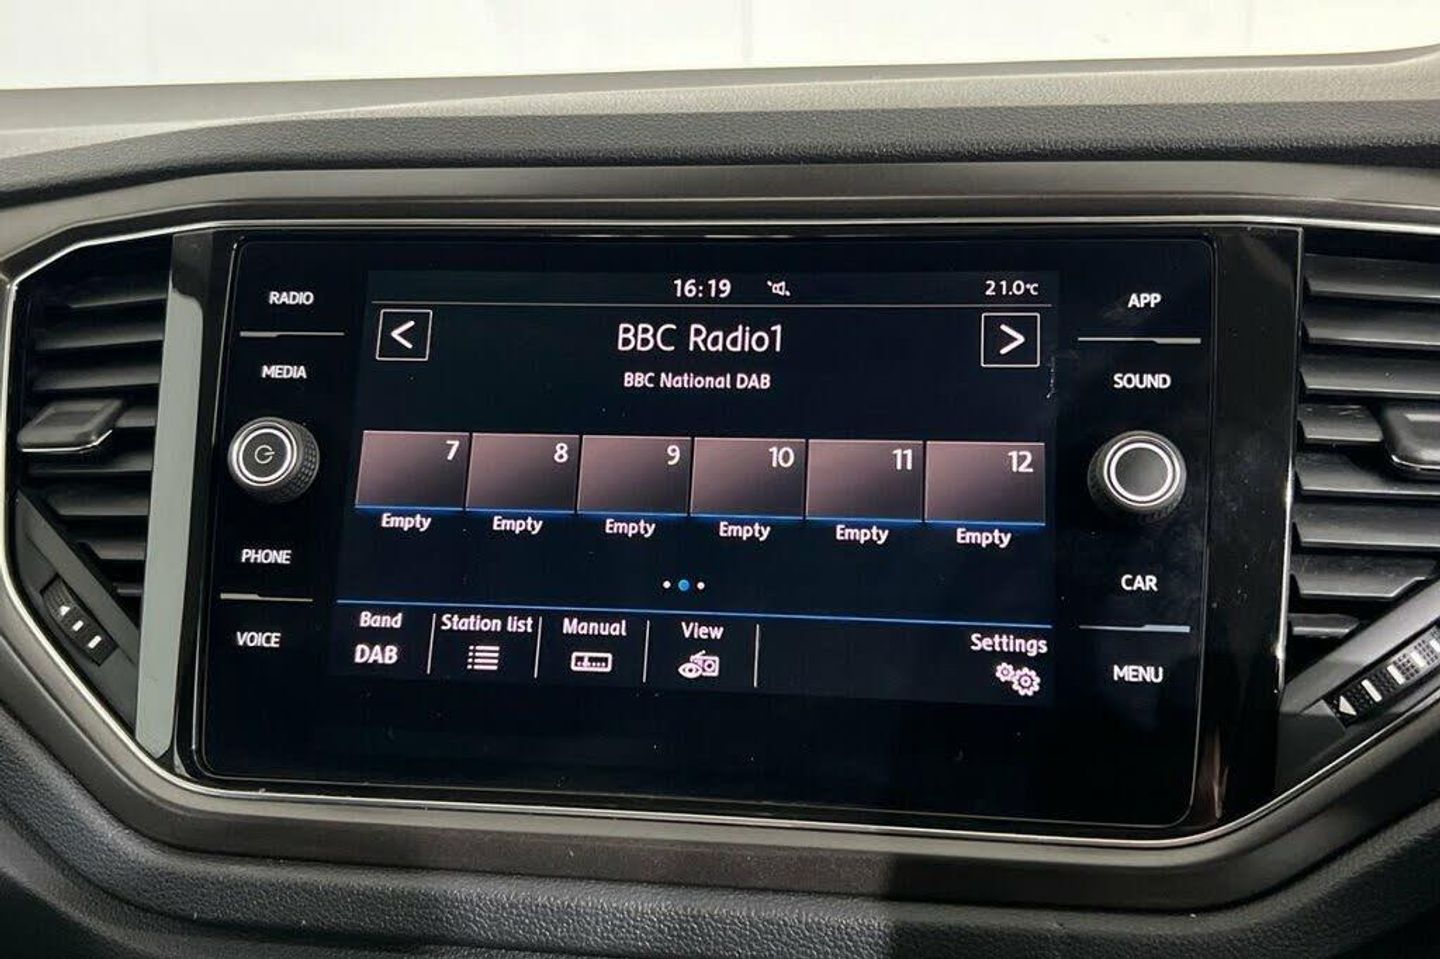 RADIO
MEDIA
PHONE
VOICE
16:19 21.0°C
< >
BBC Radio1
BBC National DAB
7 8 9 10 11 12
Empty Empty Empty Empty Empty Empty
Band Station list Manual View Settings
DAB
APP
SOUND
CAR
MENU